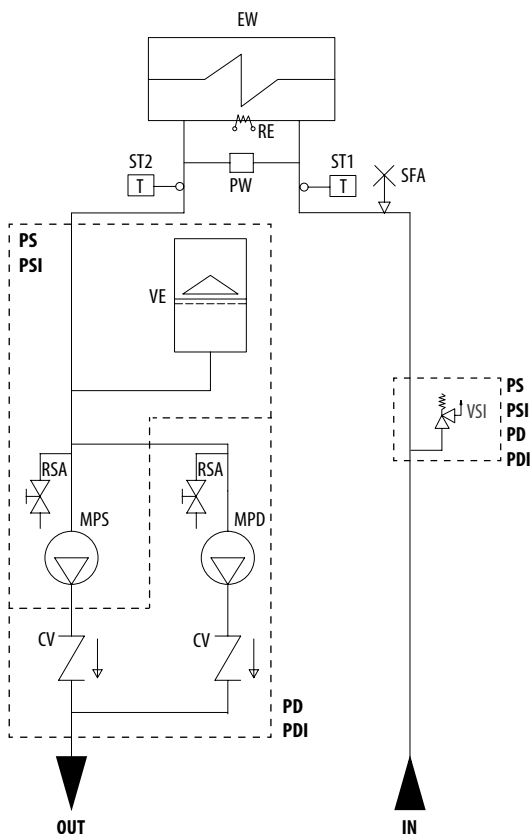 EW
RE
ST2
T
PW
ST1
T
SFA
PS
PSI
VE
PS
PSI
PD
PDI
VSI
RSA
MPS
RSA
MPD
CV
CV
PD
PDI
OUT
IN